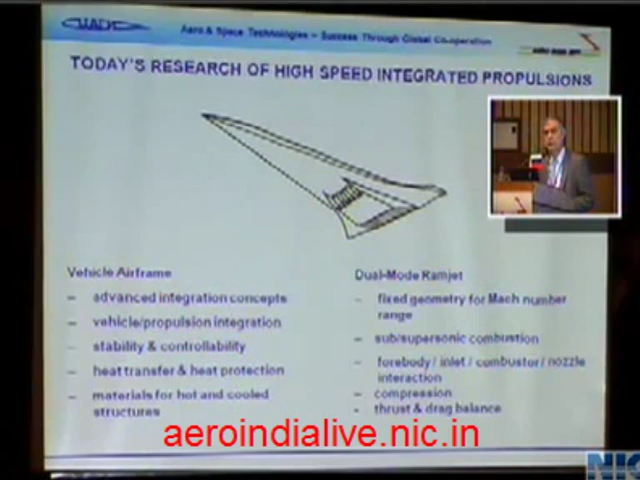 Aero & Space Technologies – Success Through Global Co-operation
TODAY'S RESEARCH OF HIGH SPEED INTEGRATED PROPULSIONS
Vehicle Airframe
– advanced integration concepts
– vehicle/propulsion integration
– stability & controllability
– heat transfer & heat protection
– materials for hot and cooled
structures
Dual-Mode Ramjet
– fixed geometry for Mach number
range
– sub/supersonic combustion
– forebody / inlet / combustor / nozzle
interaction
– compression
- thrust & drag balance
aeroindialive.nic.in
NIC